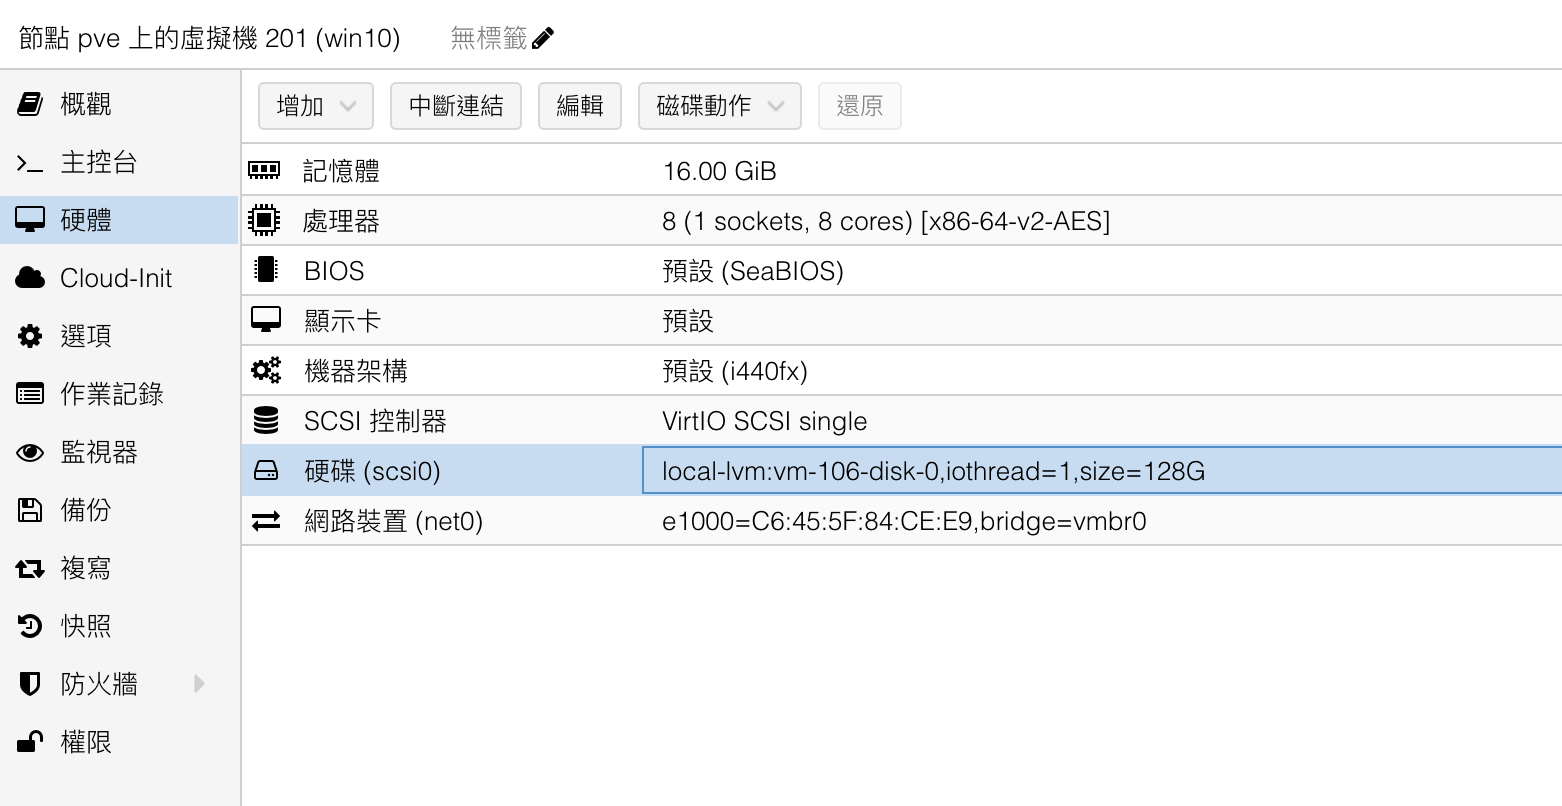 節點 pve 上的虛擬機 201 (win10) 無標籤
概觀
主控台
硬體
Cloud-Init
選項
作業記錄
監視器
備份
複寫
快照
防火牆
權限
增加 中斷連結 編輯 磁碟動作 還原
記憶體 16.00 GiB
處理器 8 (1 sockets, 8 cores) [x86-64-v2-AES]
BIOS 預設 (SeaBIOS)
顯示卡 預設
機器架構 預設 (i440fx)
SCSI 控制器 VirtIO SCSI single
硬碟 (scsi0) local-lvm:vm-106-disk-0,iothread=1,size=128G
網路裝置 (net0) e1000=C6:45:5F:84:CE:E9,bridge=vmbr0